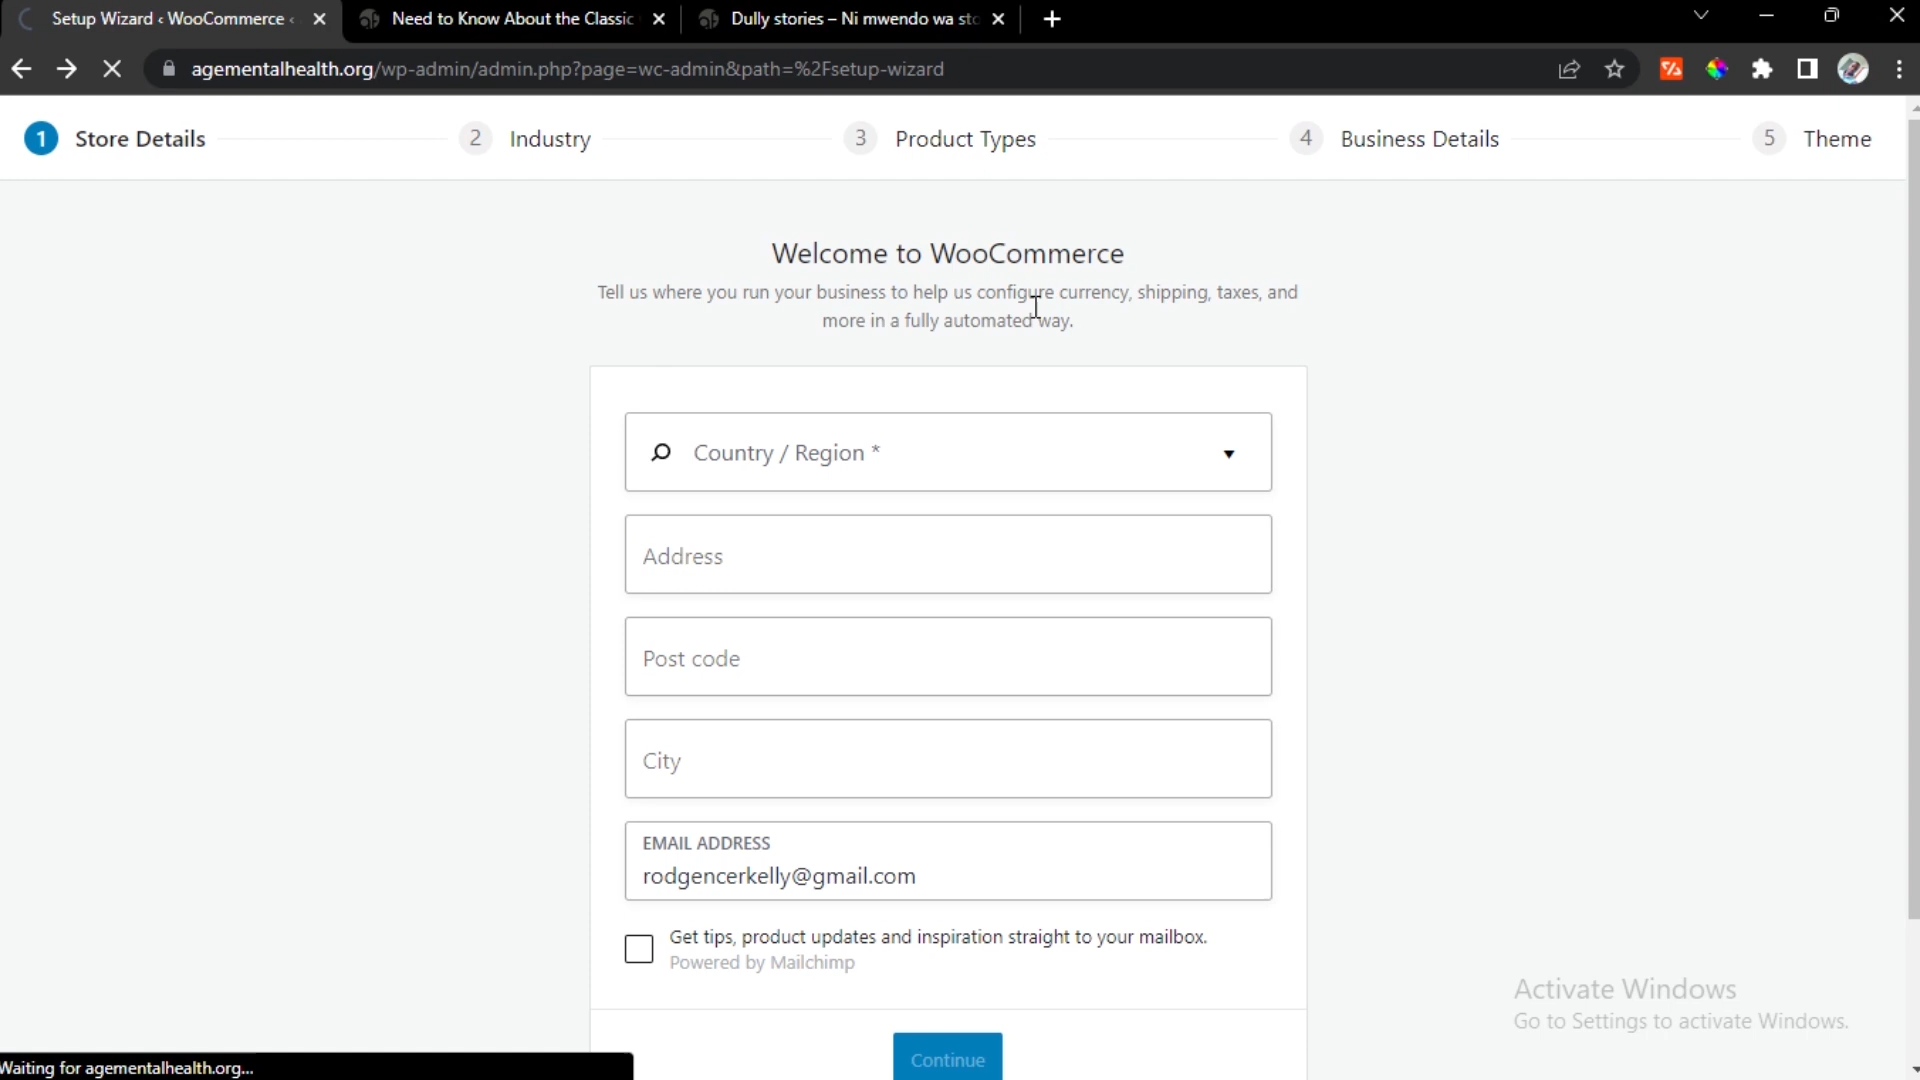 Setup Wizard ‹ WooCommerce ‹
Need to Know About the Classic
Dully stories – Ni mwendo wa sto
agementalhealth.org/wp-admin/admin.php?page=wc-admin&path=%2Fsetup-wizard
1 Store Details
2 Industry
3 Product Types
4 Business Details
5 Theme
Welcome to WooCommerce
Tell us where you run your business to help us configure currency, shipping, taxes, and
more in a fully automated way.
Country / Region *
Address
Post code
City
EMAIL ADDRESS
rodgencerkelly@gmail.com
Get tips, product updates and inspiration straight to your mailbox.
Powered by Mailchimp
Continue
Activate Windows
Go to Settings to activate Windows.
Waiting for agementalhealth.org...